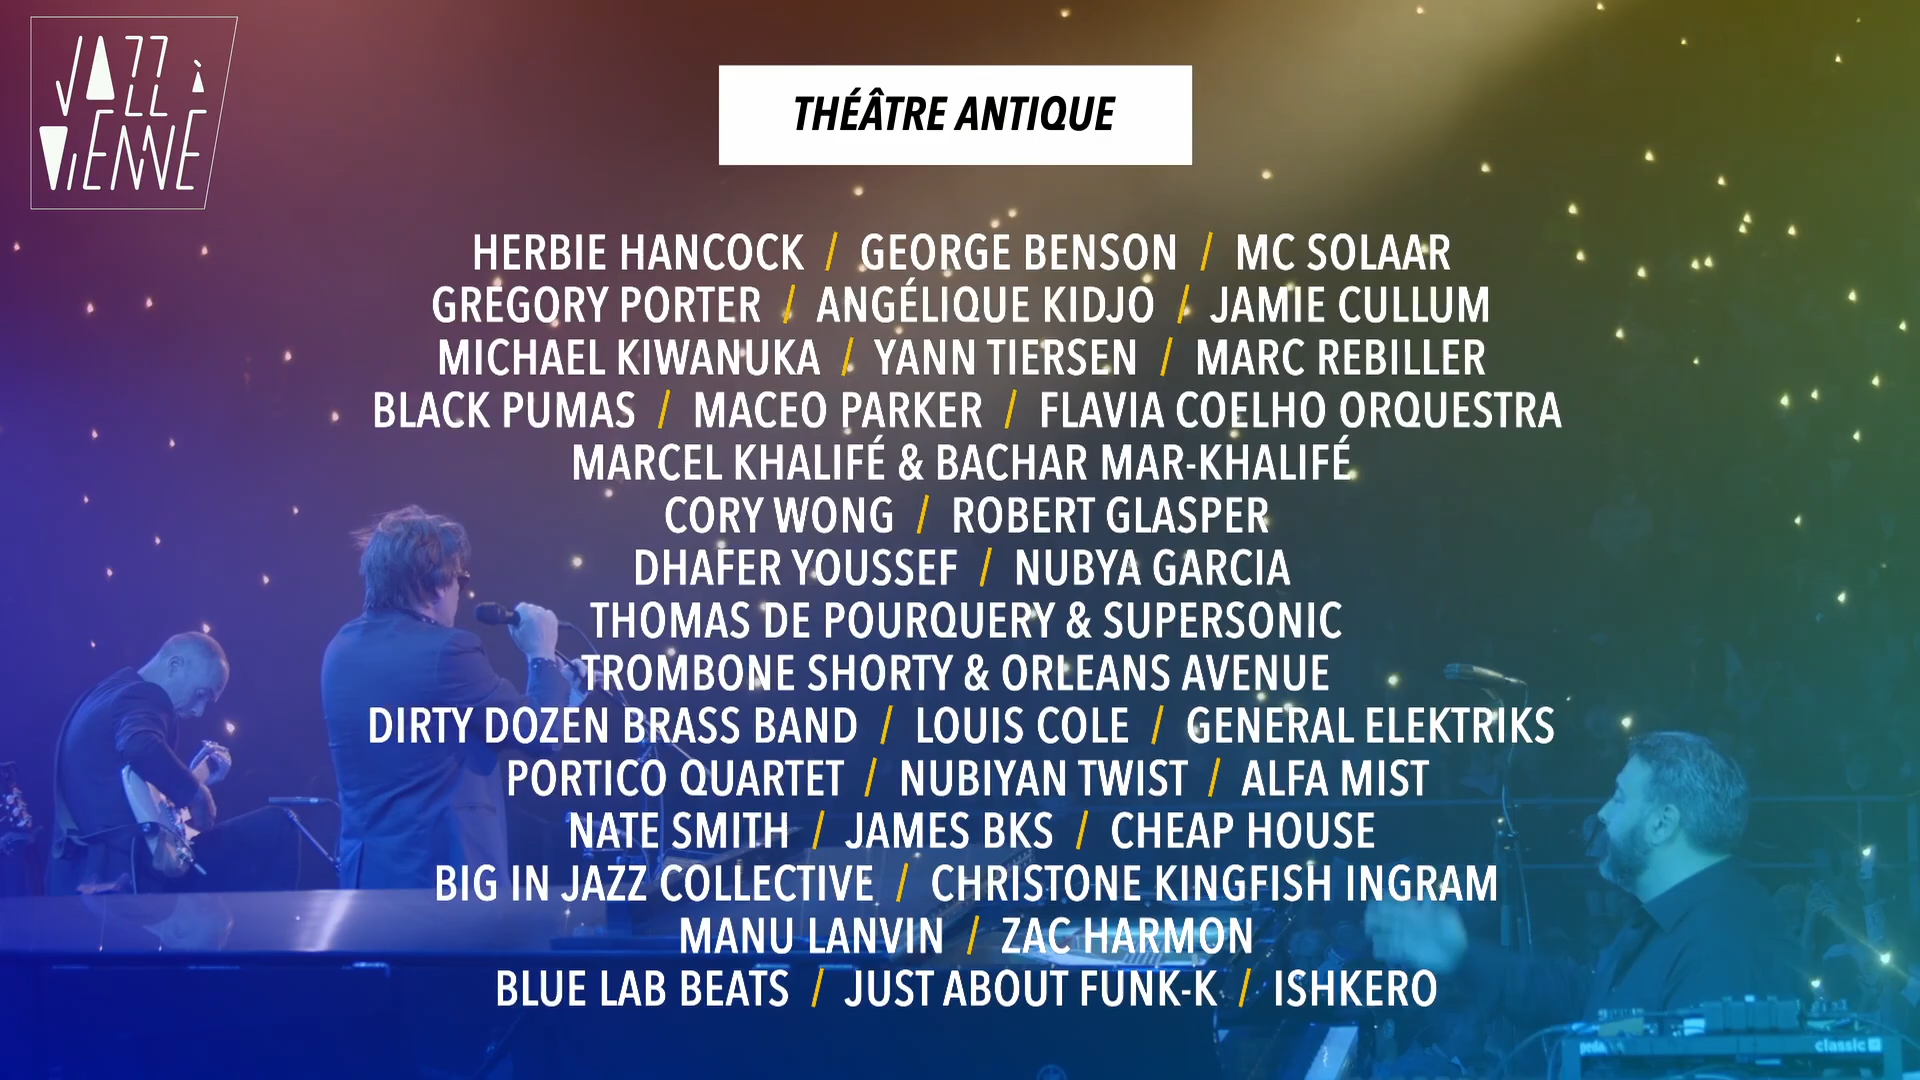 JAZZ À
VIENNE
THÉÂTRE ANTIQUE
HERBIE HANCOCK / GEORGE BENSON / MC SOLAAR
GREGORY PORTER / ANGÉLIQUE KIDJO / JAMIE CULLUM
MICHAEL KIWANUKA / YANN TIERSEN / MARC REBILLER
BLACK PUMAS / MACEO PARKER / FLAVIA COELHO ORQUESTRA
MARCEL KHALIFÉ & BACHAR MAR-KHALIFÉ
CORY WONG / ROBERT GLASPER
DHAFER YOUSSEF / NUBYA GARCIA
THOMAS DE POURQUERY & SUPERSONIC
TROMBONE SHORTY & ORLEANS AVENUE
DIRTY DOZEN BRASS BAND / LOUIS COLE / GENERAL ELEKTRIKS
PORTICO QUARTET / NUBIYAN TWIST / ALFA MIST
NATE SMITH / JAMES BKS / CHEAP HOUSE
BIG IN JAZZ COLLECTIVE / CHRISTONE KINGFISH INGRAM
MANU LANVIN / ZAC HARMON
BLUE LAB BEATS / JUST ABOUT FUNK-K / ISHKERO
classic